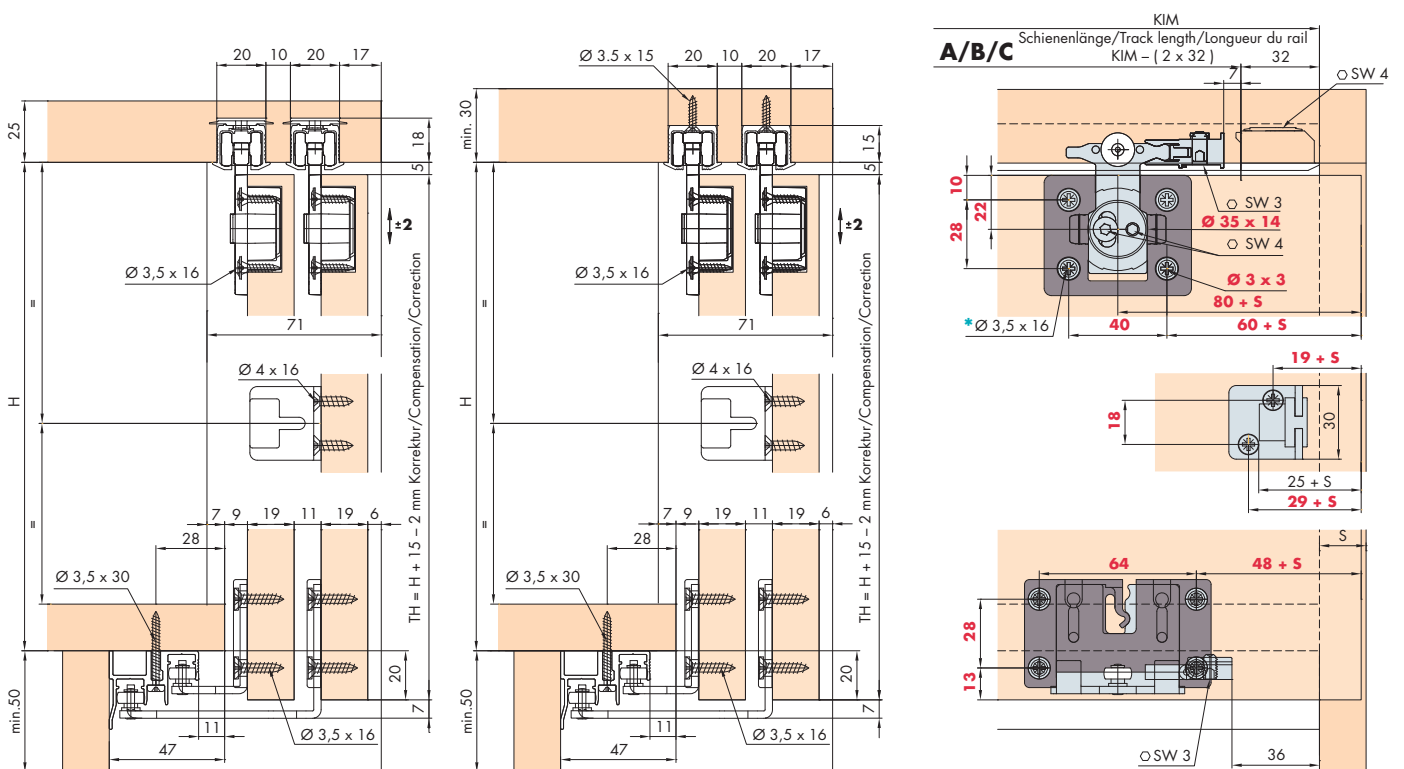 20 10 20 17
25
18
5
±2
Ø 3,5 x 16
71
=
H
Ø 4 x 16
TH = H + 15 – 2 mm Korrektur/Compensation/Correction
=
7 9 19 11 19 6
28
Ø 3,5 x 30
min.50
20
7
11
47
Ø 3,5 x 16
Ø 3.5 x 15
20 10 20 17
min. 30
15
5
±2
Ø 3,5 x 16
71
=
H
Ø 4 x 16
TH = H + 15 – 2 mm Korrektur/Compensation/Correction
=
7 9 19 11 19 6
28
Ø 3,5 x 30
min.50
20
7
11
47
Ø 3,5 x 16
KIM
A/B/C
Schienenlänge/Track length/Longueur du rail
KIM – ( 2 x 32 )
32
7
SW 4
10
22
28
SW 3
Ø 35 x 14
SW 4
Ø 3 x 3
80 + S
*Ø 3,5 x 16
40
60 + S
19 + S
18
30
25 + S
29 + S
S
64
48 + S
28
13
SW 3
36